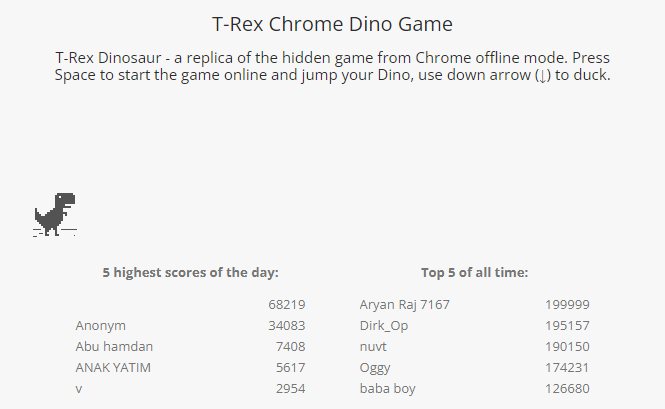 T-Rex Chrome Dino Game
T-Rex Dinosaur - a replica of the hidden game from Chrome offline mode. Press
Space to start the game online and jump your Dino, use down arrow (↓) to duck.
5 highest scores of the day:
68219
Anonym 34083
Abu hamdan 7408
ANAK YATIM 5617
v 2954
Top 5 of all time:
Aryan Raj 7167 199999
Dirk_Op 195157
nuvt 190150
Oggy 174231
baba boy 126680